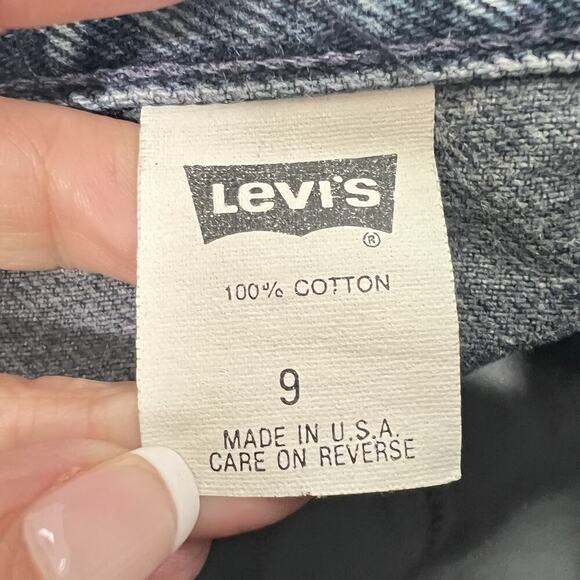 Levi's
®
100% COTTON
9
MADE IN U.S.A.
CARE ON REVERSE